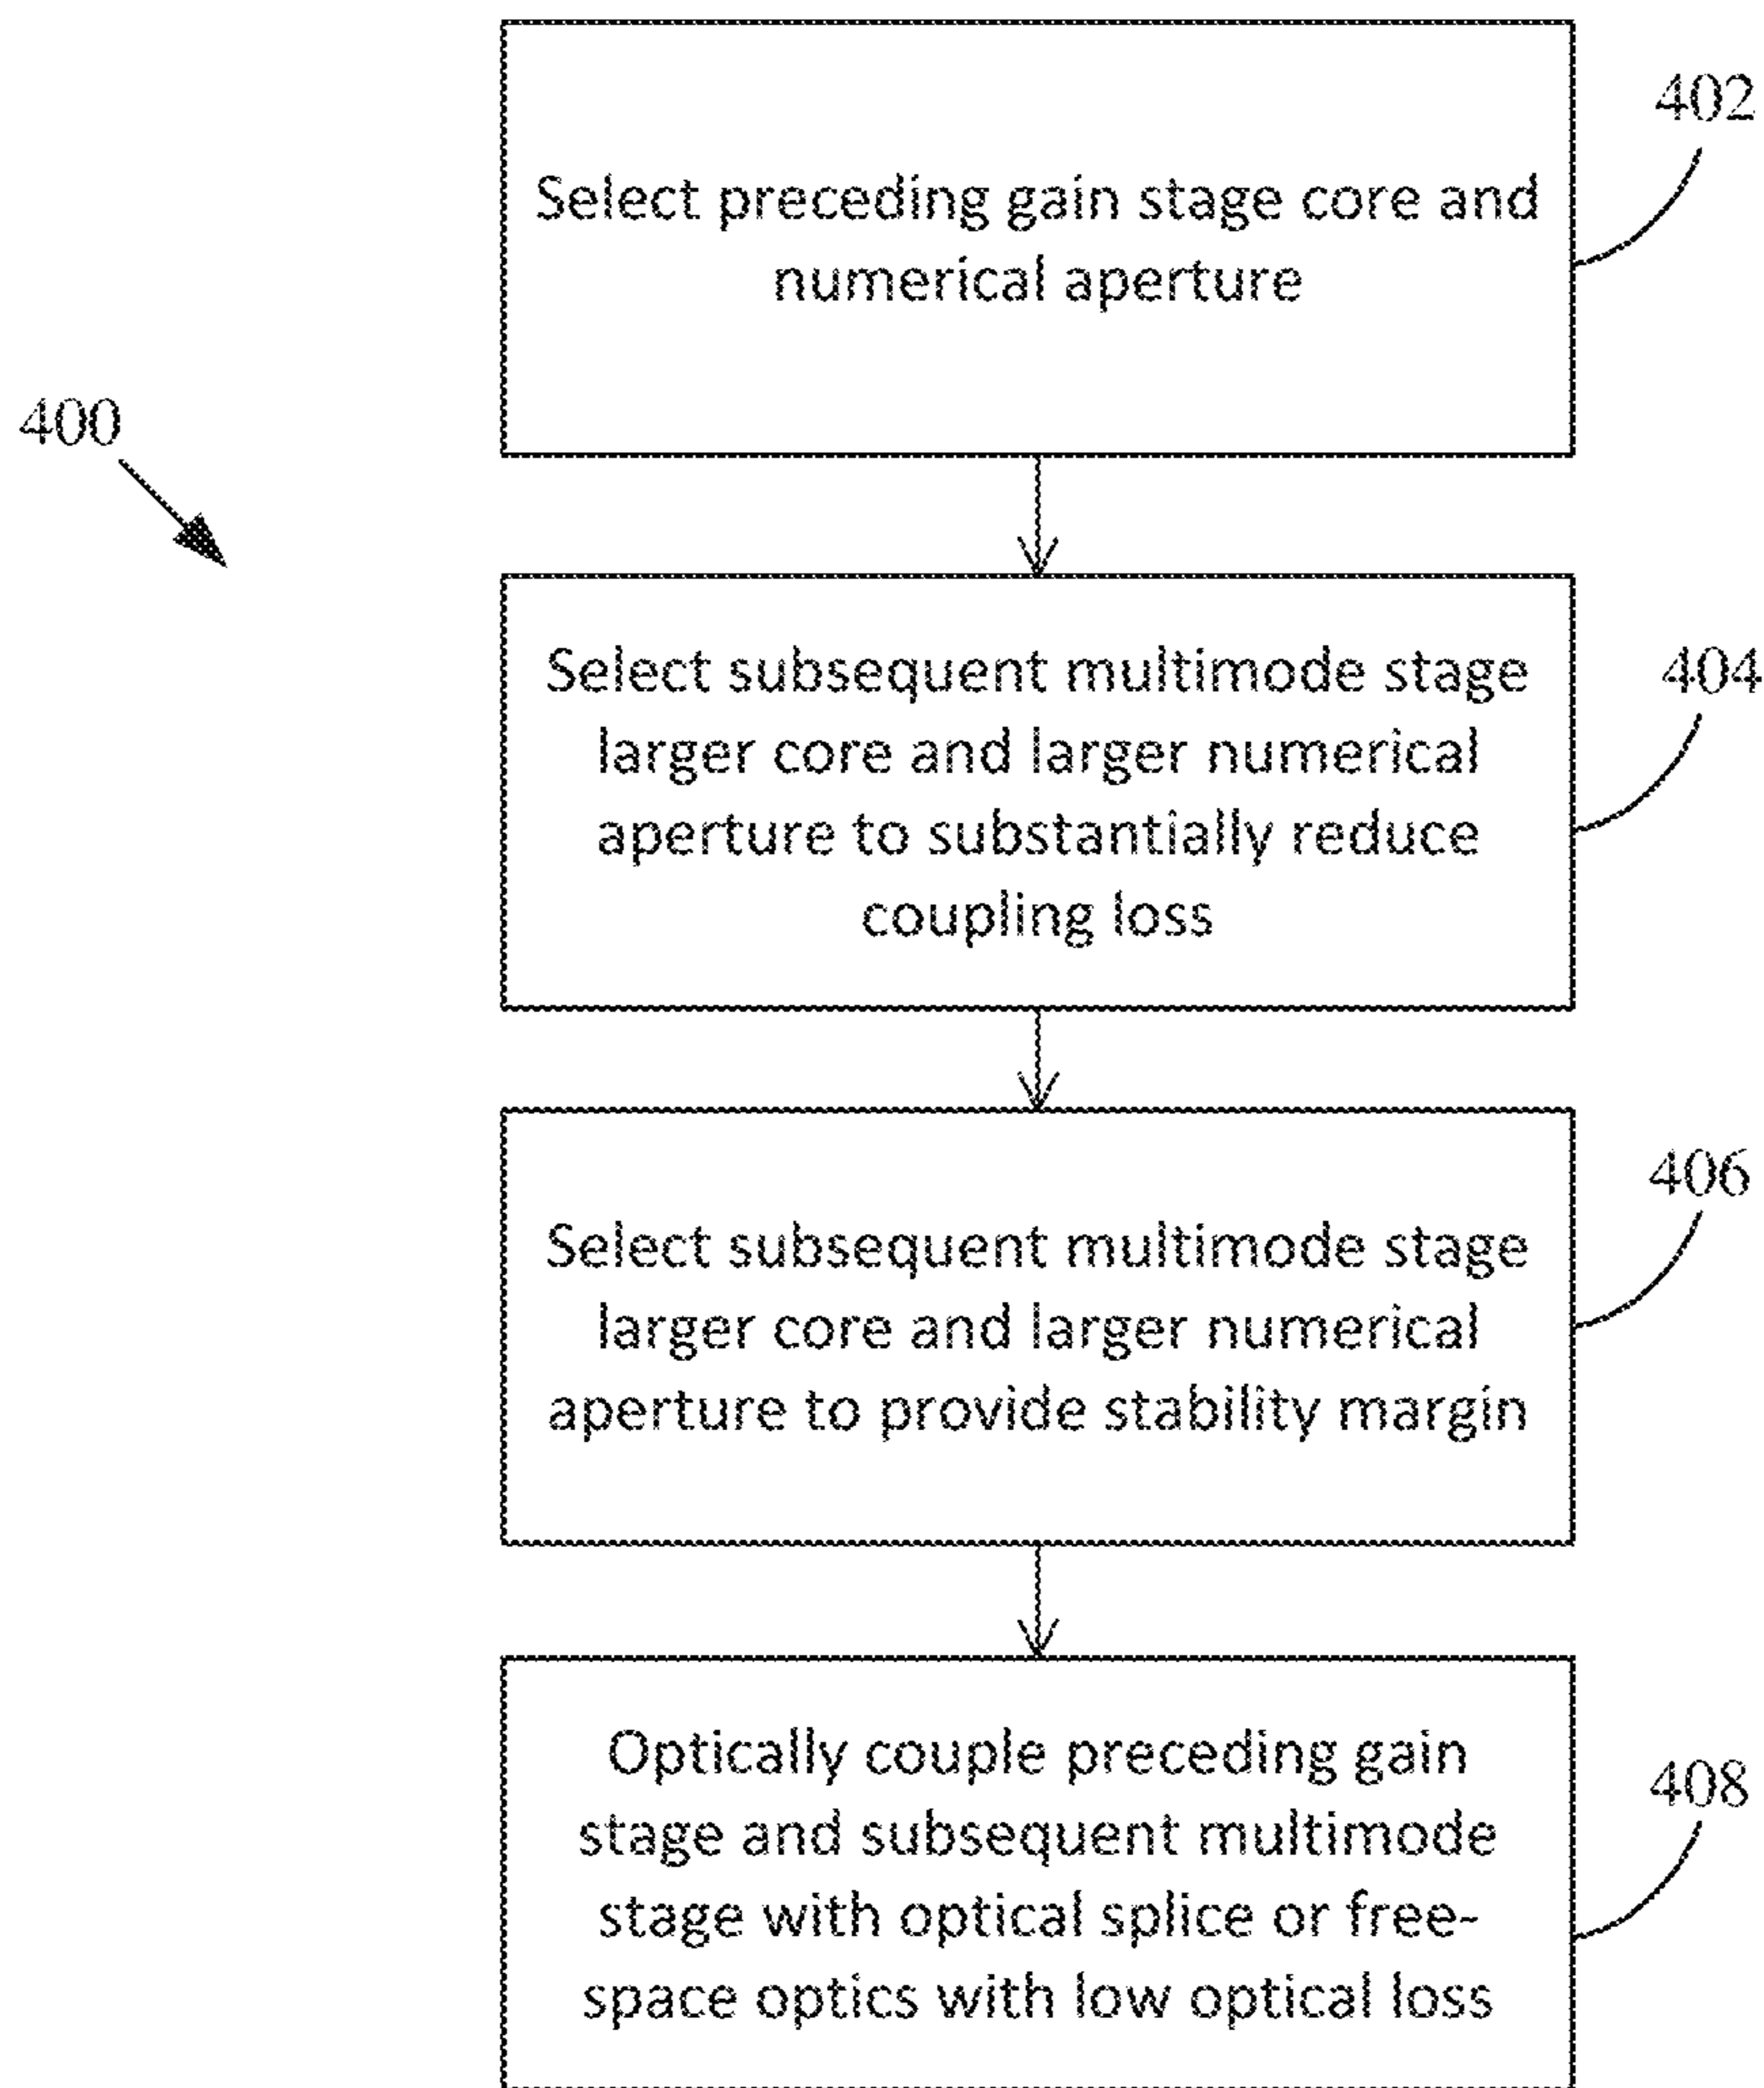 402
Select preceding gain stage core and
numerical aperture
400
404
Select subsequent multimode stage
larger core and larger numerical
aperture to substantially reduce
coupling loss
406
Select subsequent multimode stage
larger core and larger numerical
aperture to provide stability margin
408
Optically couple preceding gain
stage and subsequent multimode
stage with optical splice or free-
space optics with low optical loss